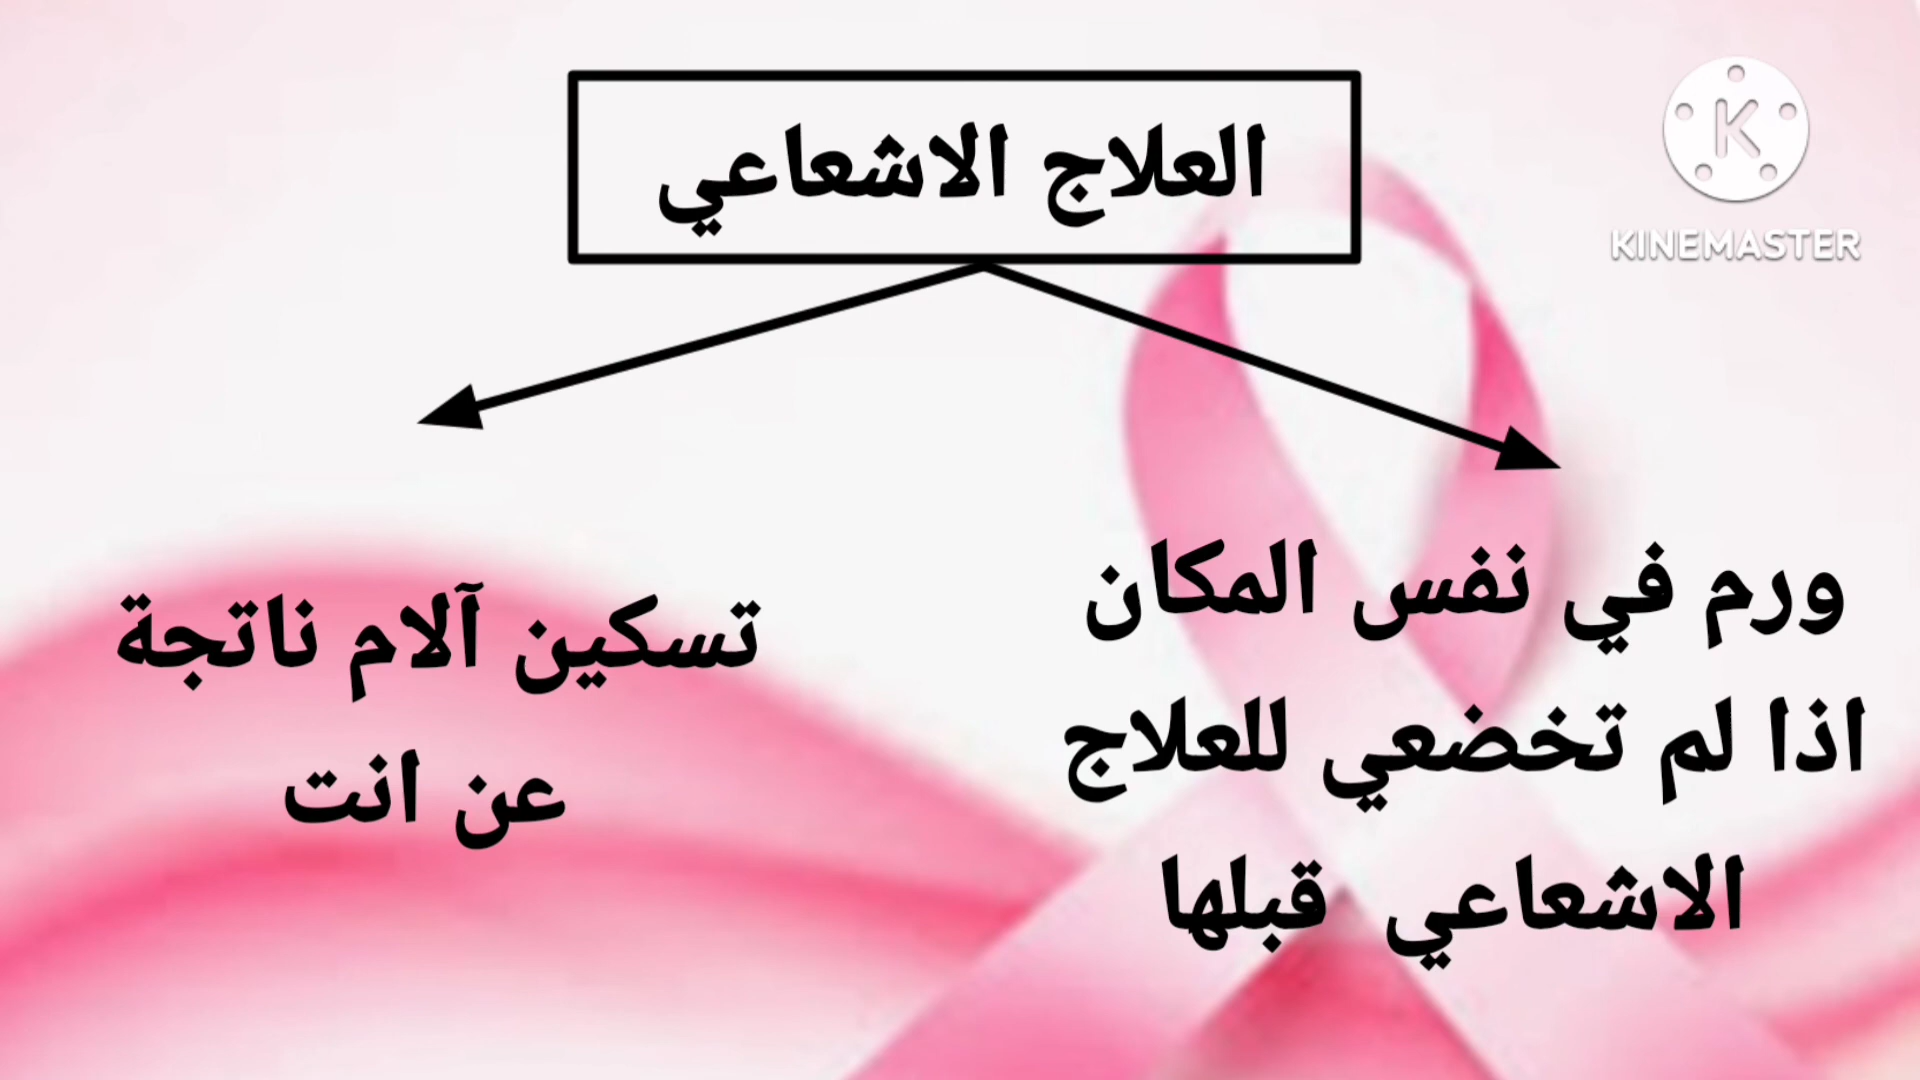 العلاج الاشعاعي
KINEMASTER
ورم في نفس المكان
اذا لم تخضعي للعلاج
الاشعاعي قبلها
تسكين آلام ناتجة
عن انت